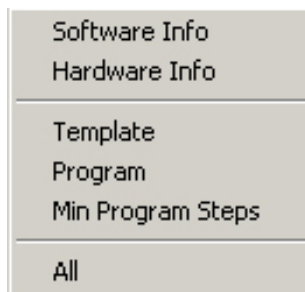 Software Info
Hardware Info
Template
Program
Min Program Steps
All